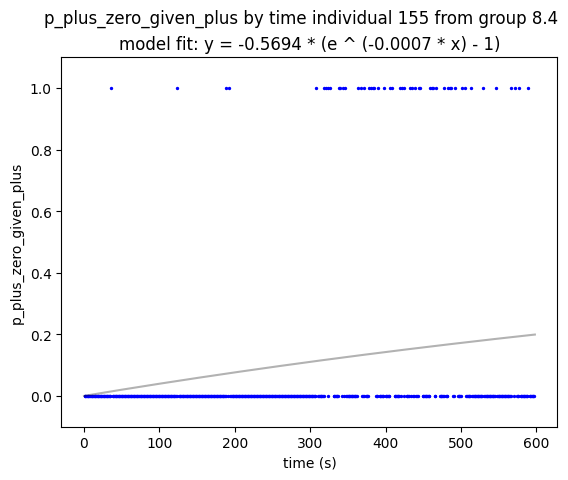 p_plus_zero_given_plus by time individual 155 from group 8.4
model fit: y = -0.5694 * (e ^ (-0.0007 * x) - 1)
1.0
0.8
0.6
0.4
0.2
0.0
p_plus_zero_given_plus
0 100 200 300 400 500 600
time (s)